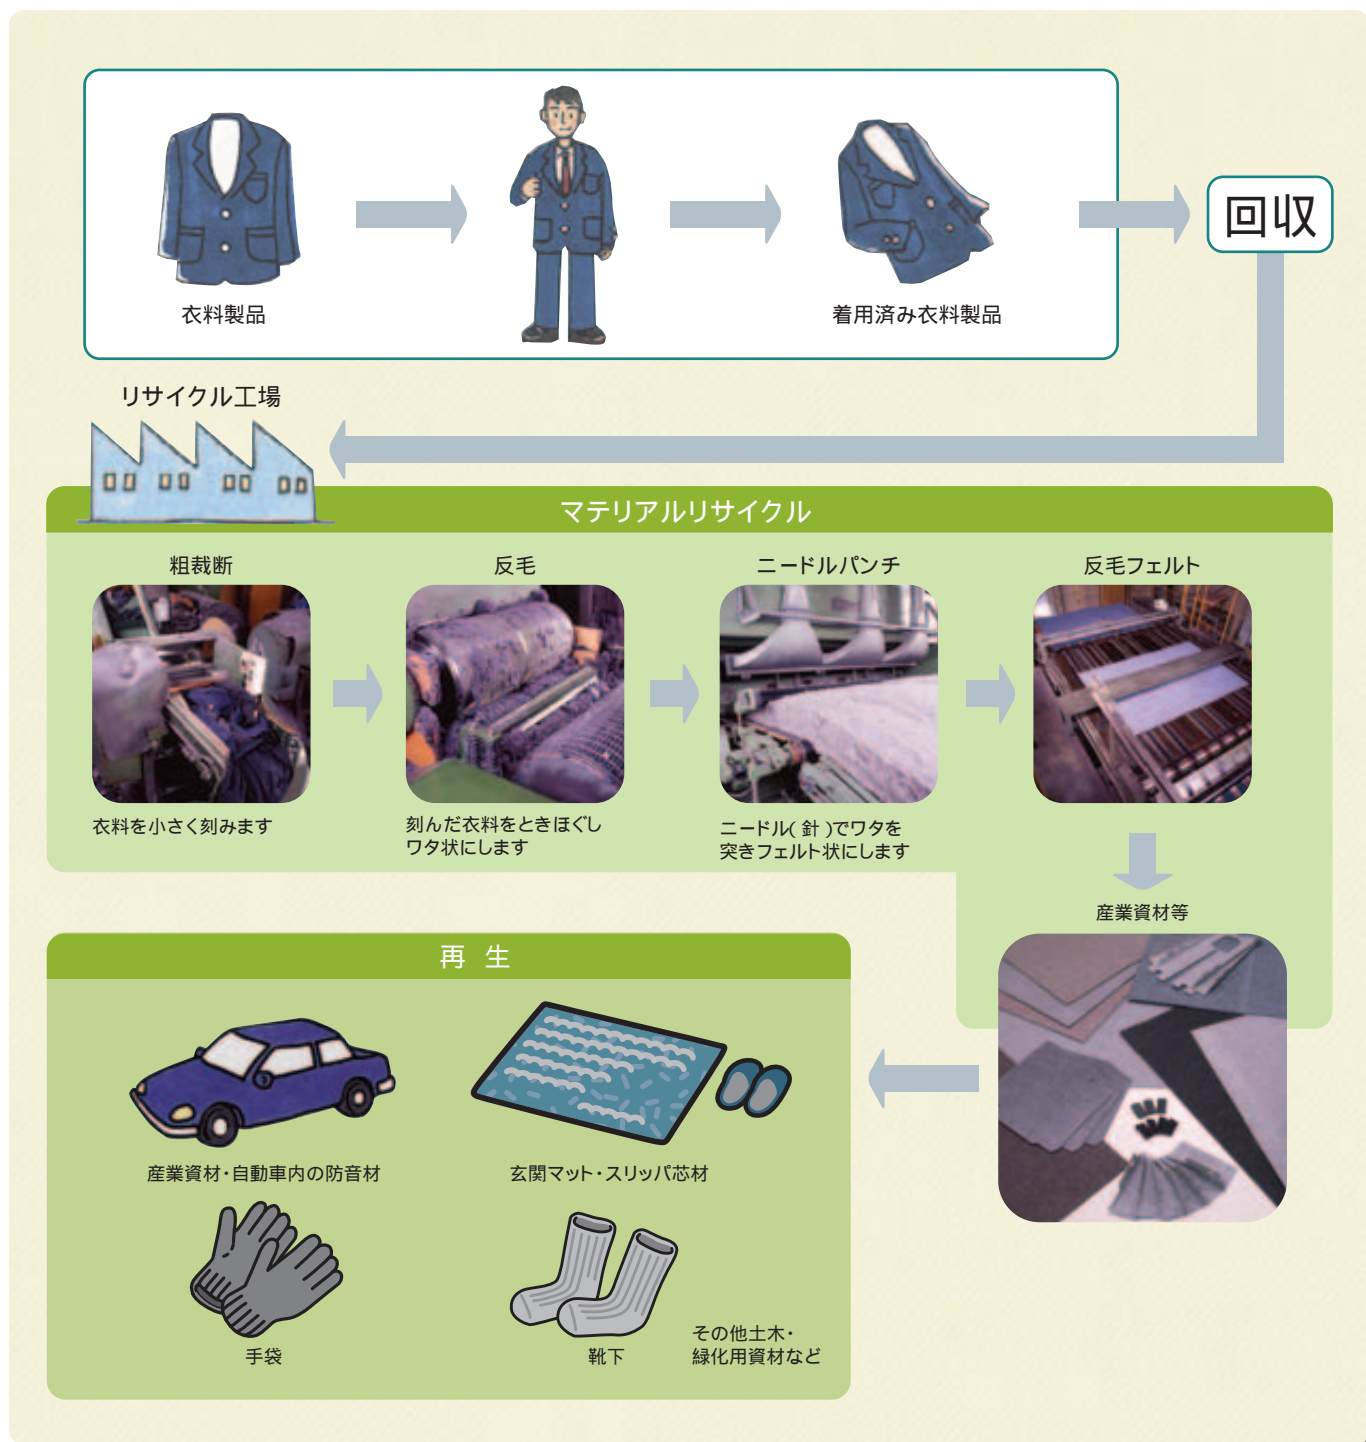 衣料製品
着用済み衣料製品
回収
リサイクル工場
マテリアルリサイクル
粗裁断
反毛
ニードルパンチ
反毛フェルト
衣料を小さく刻みます
刻んだ衣料をときほぐし
ワタ状にします
ニードル(針)でワタを
突きフェルト状にします
産業資材等
再 生
産業資材・自動車内の防音材
玄関マット・スリッパ芯材
手袋
靴下
その他土木・
緑化用資材など